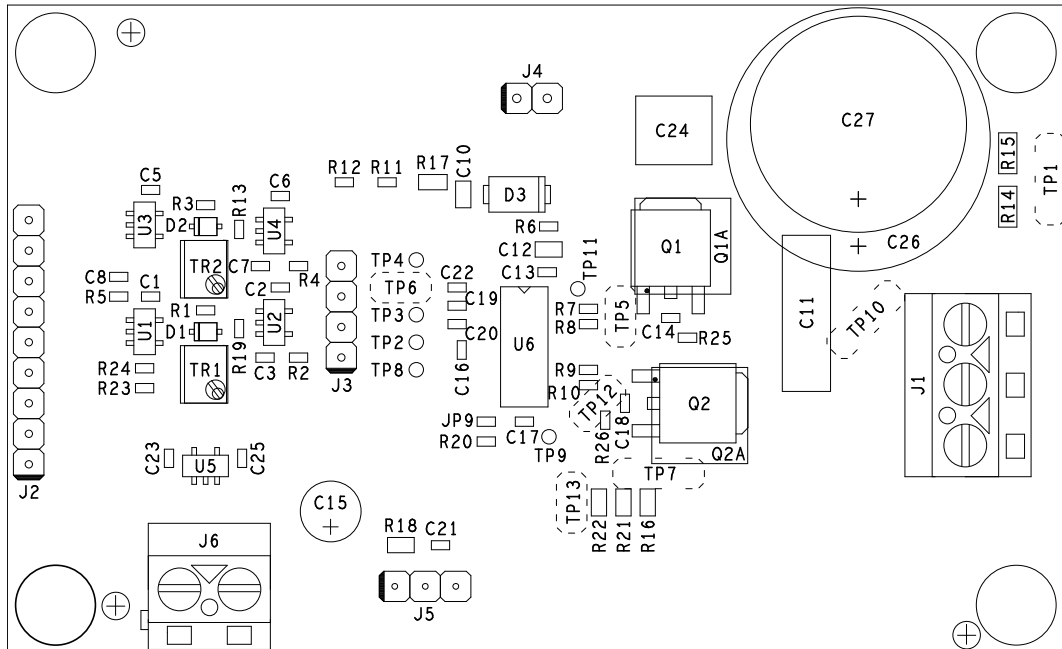 J4
C24
C27
R15
TP1
R12
R11
R17
C10
C5
R3
R13
C6
D3
R14
U3
D2
U4
R6
Q1
Q1A
C12
C26
TP4
TP11
C8
TR2
C7
R4
TP6
C22
C13
R5
C1
C2
C19
C11
TP10
R1
TP3
R7
TP5
U1
D1
U2
C20
U6
R8
C14
R25
R19
TP2
R24
TR1
C3
R2
J3
TP8
C16
R9
R23
R10
TP12
Q2
J1
JP9
C17
R26
C18
R20
TP9
Q2A
C23
U5
C25
TP7
J2
C15
TP13
R22
R21
R16
R18
C21
J6
J5